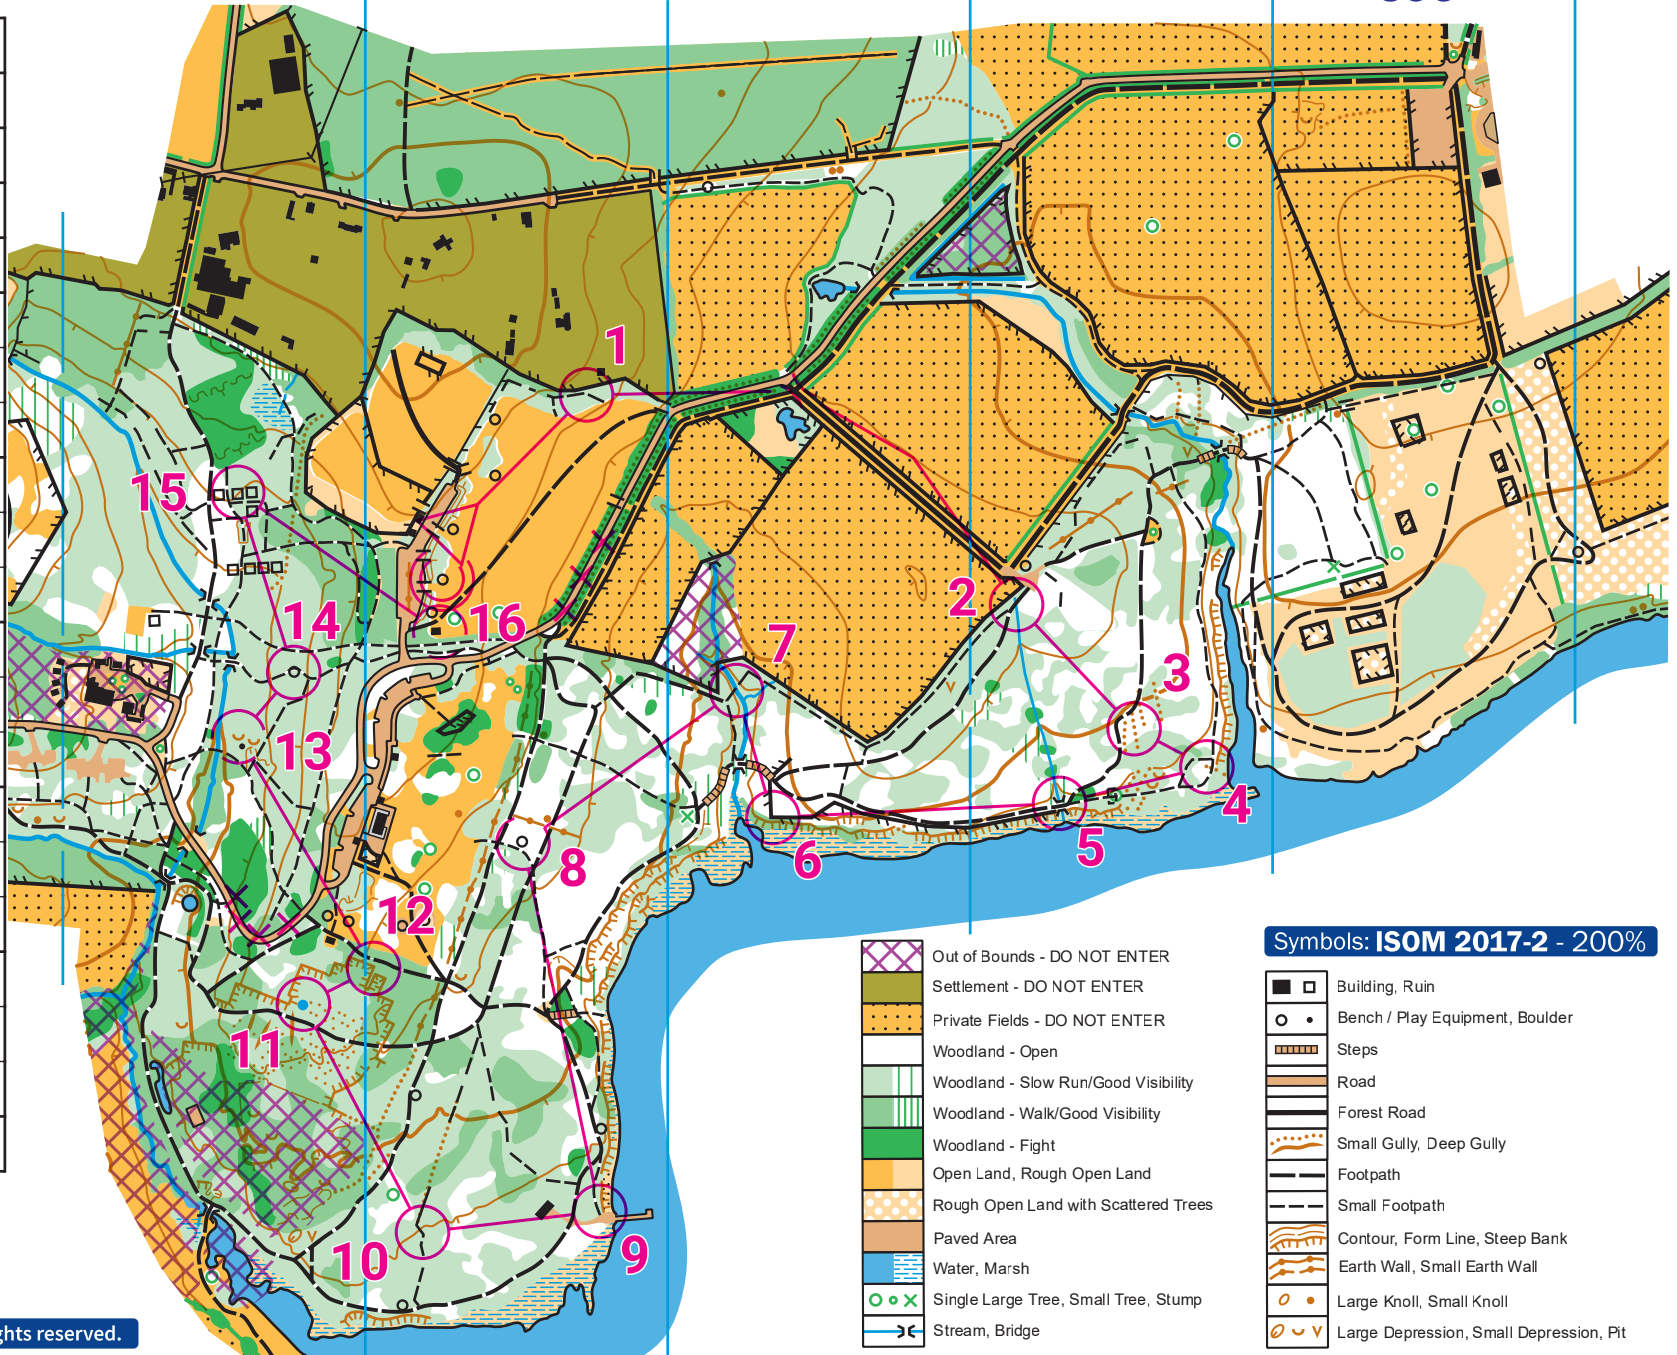 1
15
2
16
14
7
3
13
4
5
6
8
12
11
10
9
Out of Bounds - DO NOT ENTER
Settlement - DO NOT ENTER
Private Fields - DO NOT ENTER
Woodland - Open
Woodland - Slow Run/Good Visibility
Woodland - Walk/Good Visibility
Woodland - Fight
Open Land, Rough Open Land
Rough Open Land with Scattered Trees
Paved Area
Water, Marsh
Single Large Tree, Small Tree, Stump
Stream, Bridge
Symbols: ISOM 2017-2 - 200%
Building, Ruin
Bench / Play Equipment, Boulder
Steps
Road
Forest Road
Small Gully, Deep Gully
Footpath
Small Footpath
Contour, Form Line, Steep Bank
Earth Wall, Small Earth Wall
Large Knoll, Small Knoll
Large Depression, Small Depression, Pit
ghts reserved.